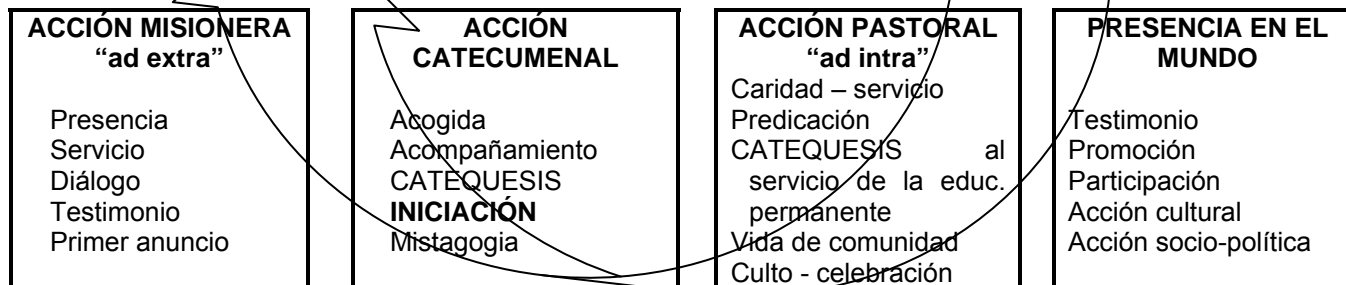 ACCIÓN MISIONERA
“ad extra”
Presencia
Servicio
Diálogo
Testimonio
Primer anuncio
ACCIÓN
CATECUMENAL
Acogida
Acompañamiento
CATEQUESIS
INICIACIÓN
Mistagogia
ACCIÓN PASTORAL
“ad intra”
Caridad – servicio
Predicación
CATEQUESIS al
servicio de la educ.
permanente
Vida de comunidad
Culto - celebración
PRESENCIA EN EL
MUNDO
Testimonio
Promoción
Participación
Acción cultural
Acción socio-política